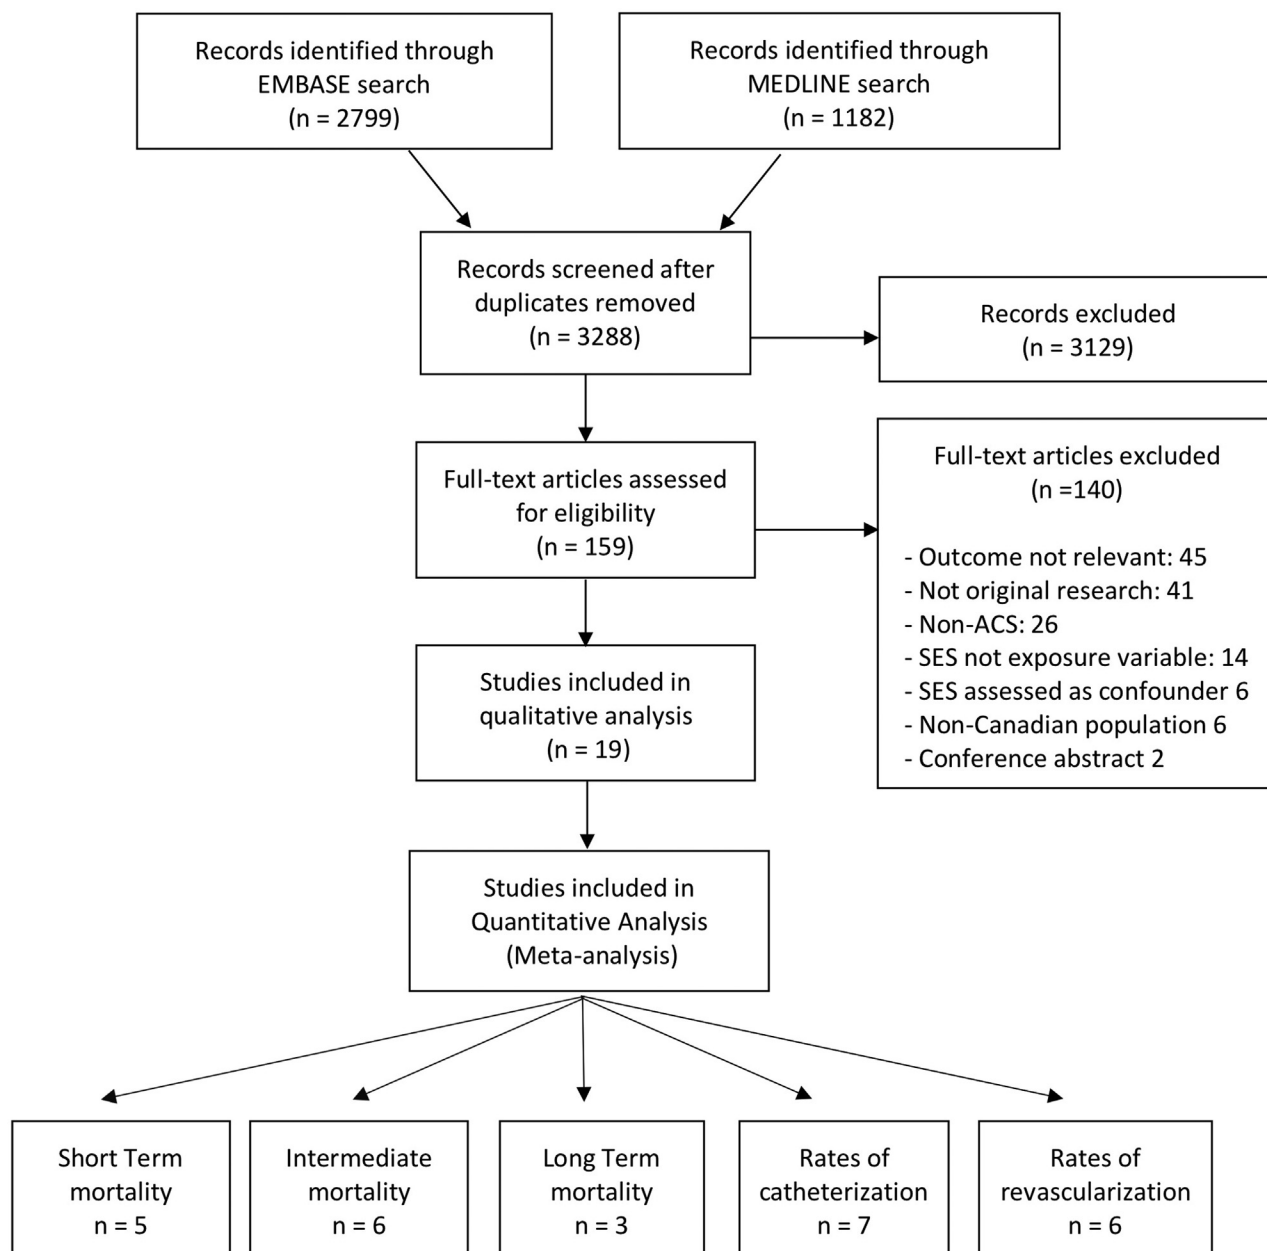 Records identified through
EMBASE search
(n = 2799)
Records identified through
MEDLINE search
(n = 1182)
Records screened after
duplicates removed
(n = 3288)
Records excluded
(n = 3129)
Full-text articles assessed
for eligibility
(n = 159)
Full-text articles excluded
(n =140)
- Outcome not relevant: 45
- Not original research: 41
- Non-ACS: 26
- SES not exposure variable: 14
- SES assessed as confounder 6
- Non-Canadian population 6
- Conference abstract 2
Studies included in
qualitative analysis
(n = 19)
Studies included in
Quantitative Analysis
(Meta-analysis)
Short Term
mortality
n = 5
Intermediate
mortality
n = 6
Long Term
mortality
n = 3
Rates of
catheterization
n = 7
Rates of
revascularization
n = 6